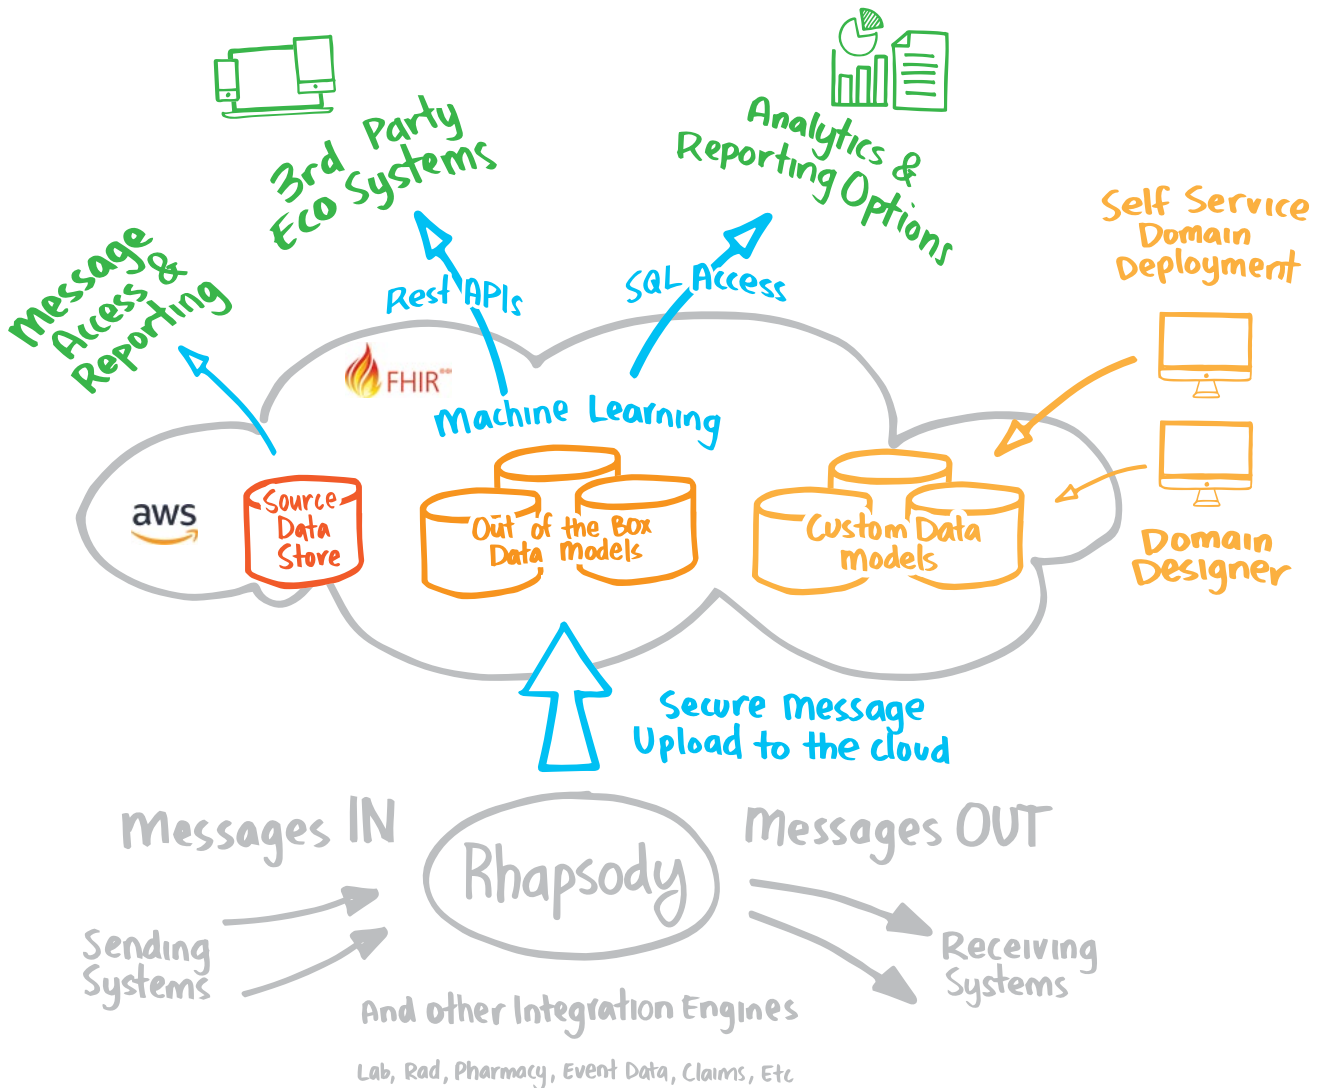 3rd Party
Eco Systems
Analytics &
Reporting Options
Self Service
Domain
Deployment
Message
Access &
Reporting
Rest APIs
SQL Access
FHIR
Machine Learning
aws
Source
Data
Store
Out of the Box
Data Models
Custom Data
Models
Domain
Designer
Secure Message
Upload to the cloud
Messages IN
Rhapsody
Messages OUT
Sending
Systems
Receiving
Systems
And other Integration Engines
Lab, Rad, Pharmacy, Event Data, Claims, Etc